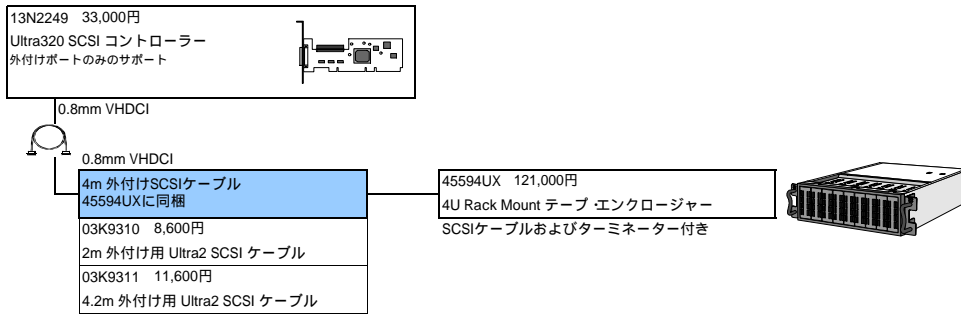 13N2249 33,000円
Ultra320 SCSI コントローラー
外付けポートのみのサポート
0.8mm VHDCI
0.8mm VHDCI
4m 外付けSCSIケーブル
45594UXに同梱
03K9310 8,600円
2m 外付け用 Ultra2 SCSI ケーブル
03K9311 11,600円
4.2m 外付け用 Ultra2 SCSI ケーブル
45594UX 121,000円
4U Rack Mount テープ・エンクロージャー
SCSIケーブルおよびターミネーター付き